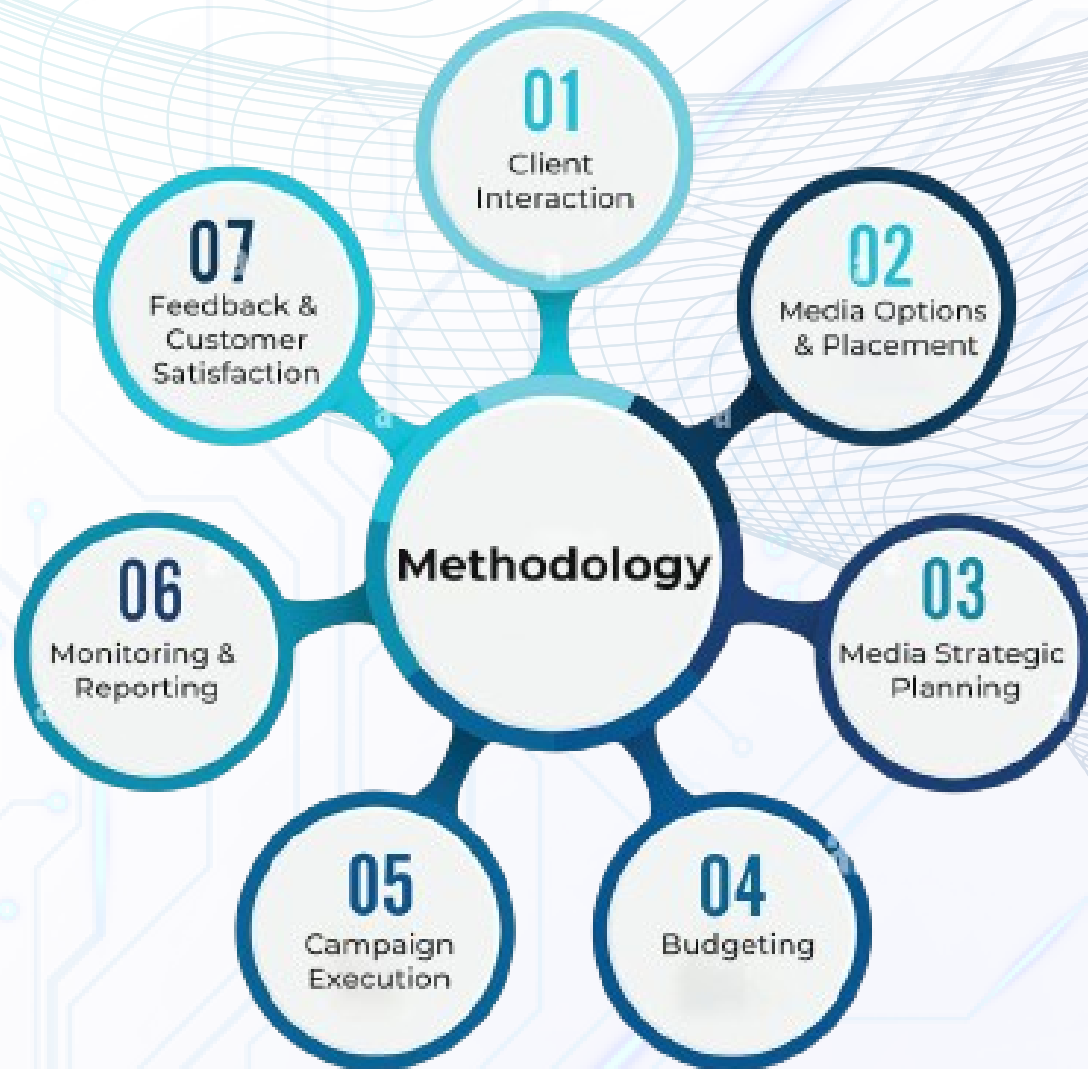 01
Client
Interaction
02
Media Options
& Placement
03
Media Strategic
Planning
04
Budgeting
05
Campaign
Execution
06
Monitoring &
Reporting
07
Feedback &
Customer
Satisfaction
Methodology